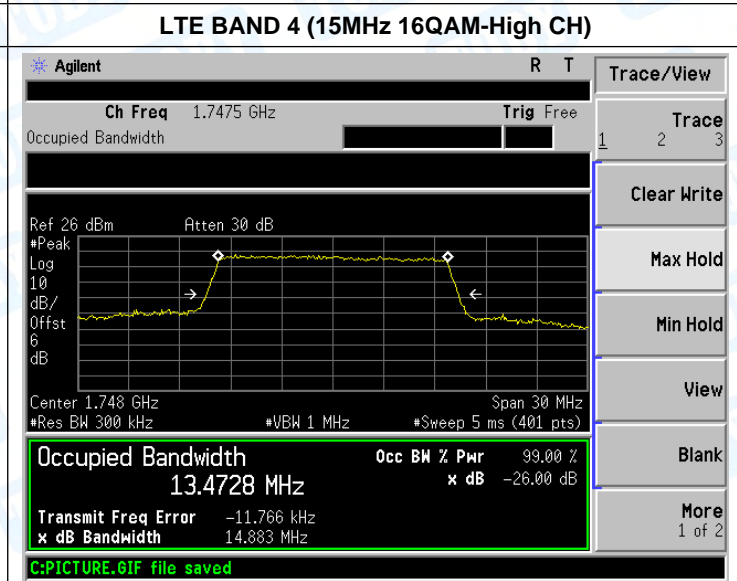 LTE BAND 4 (15MHz 16QAM-High CH)
Agilent R T
Trace/View
Ch Freq 1.7475 GHz Trig Free
Occupied Bandwidth
Trace
1 2 3
Clear Write
Ref 26 dBm Atten 30 dB
#Peak
Log
10
dB/
Offst
6
dB
Max Hold
Min Hold
Center 1.748 GHz Span 30 MHz
#Res BW 300 kHz #VBW 1 MHz #Sweep 5 ms (401 pts)
View
Occupied Bandwidth
13.4728 MHz
Occ BW % Pwr 99.00 %
x dB -26.00 dB
Transmit Freq Error -11.766 kHz
x dB Bandwidth 14.883 MHz
Blank
More
1 of 2
C:PICTURE.GIF file saved